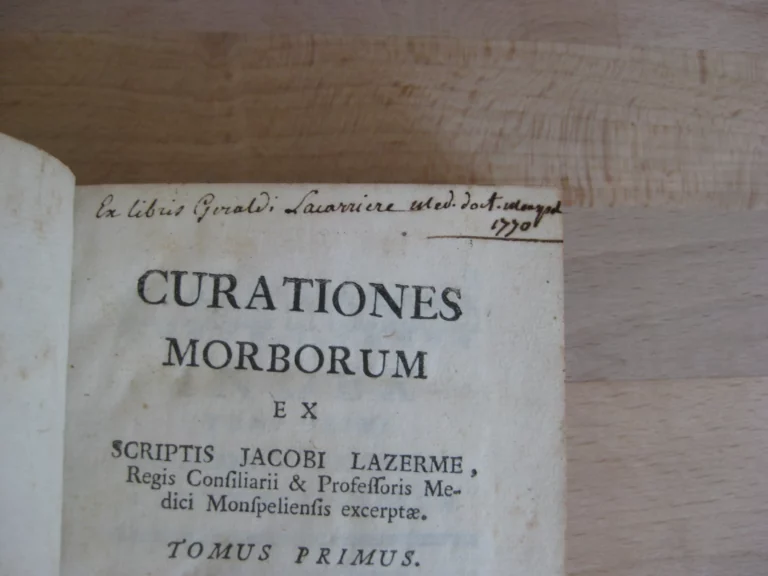 Ex libris Geraldi Lacarriere Med. doct. Monsp
1770
CURATIONES
MORBORUM
EX
SCRIPTIS JACOBI LAZERME,
Regis Conſiliarii & Profeſſoris Me-
dici Monſpelienſis excerptæ.
TOMUS PRIMUS.